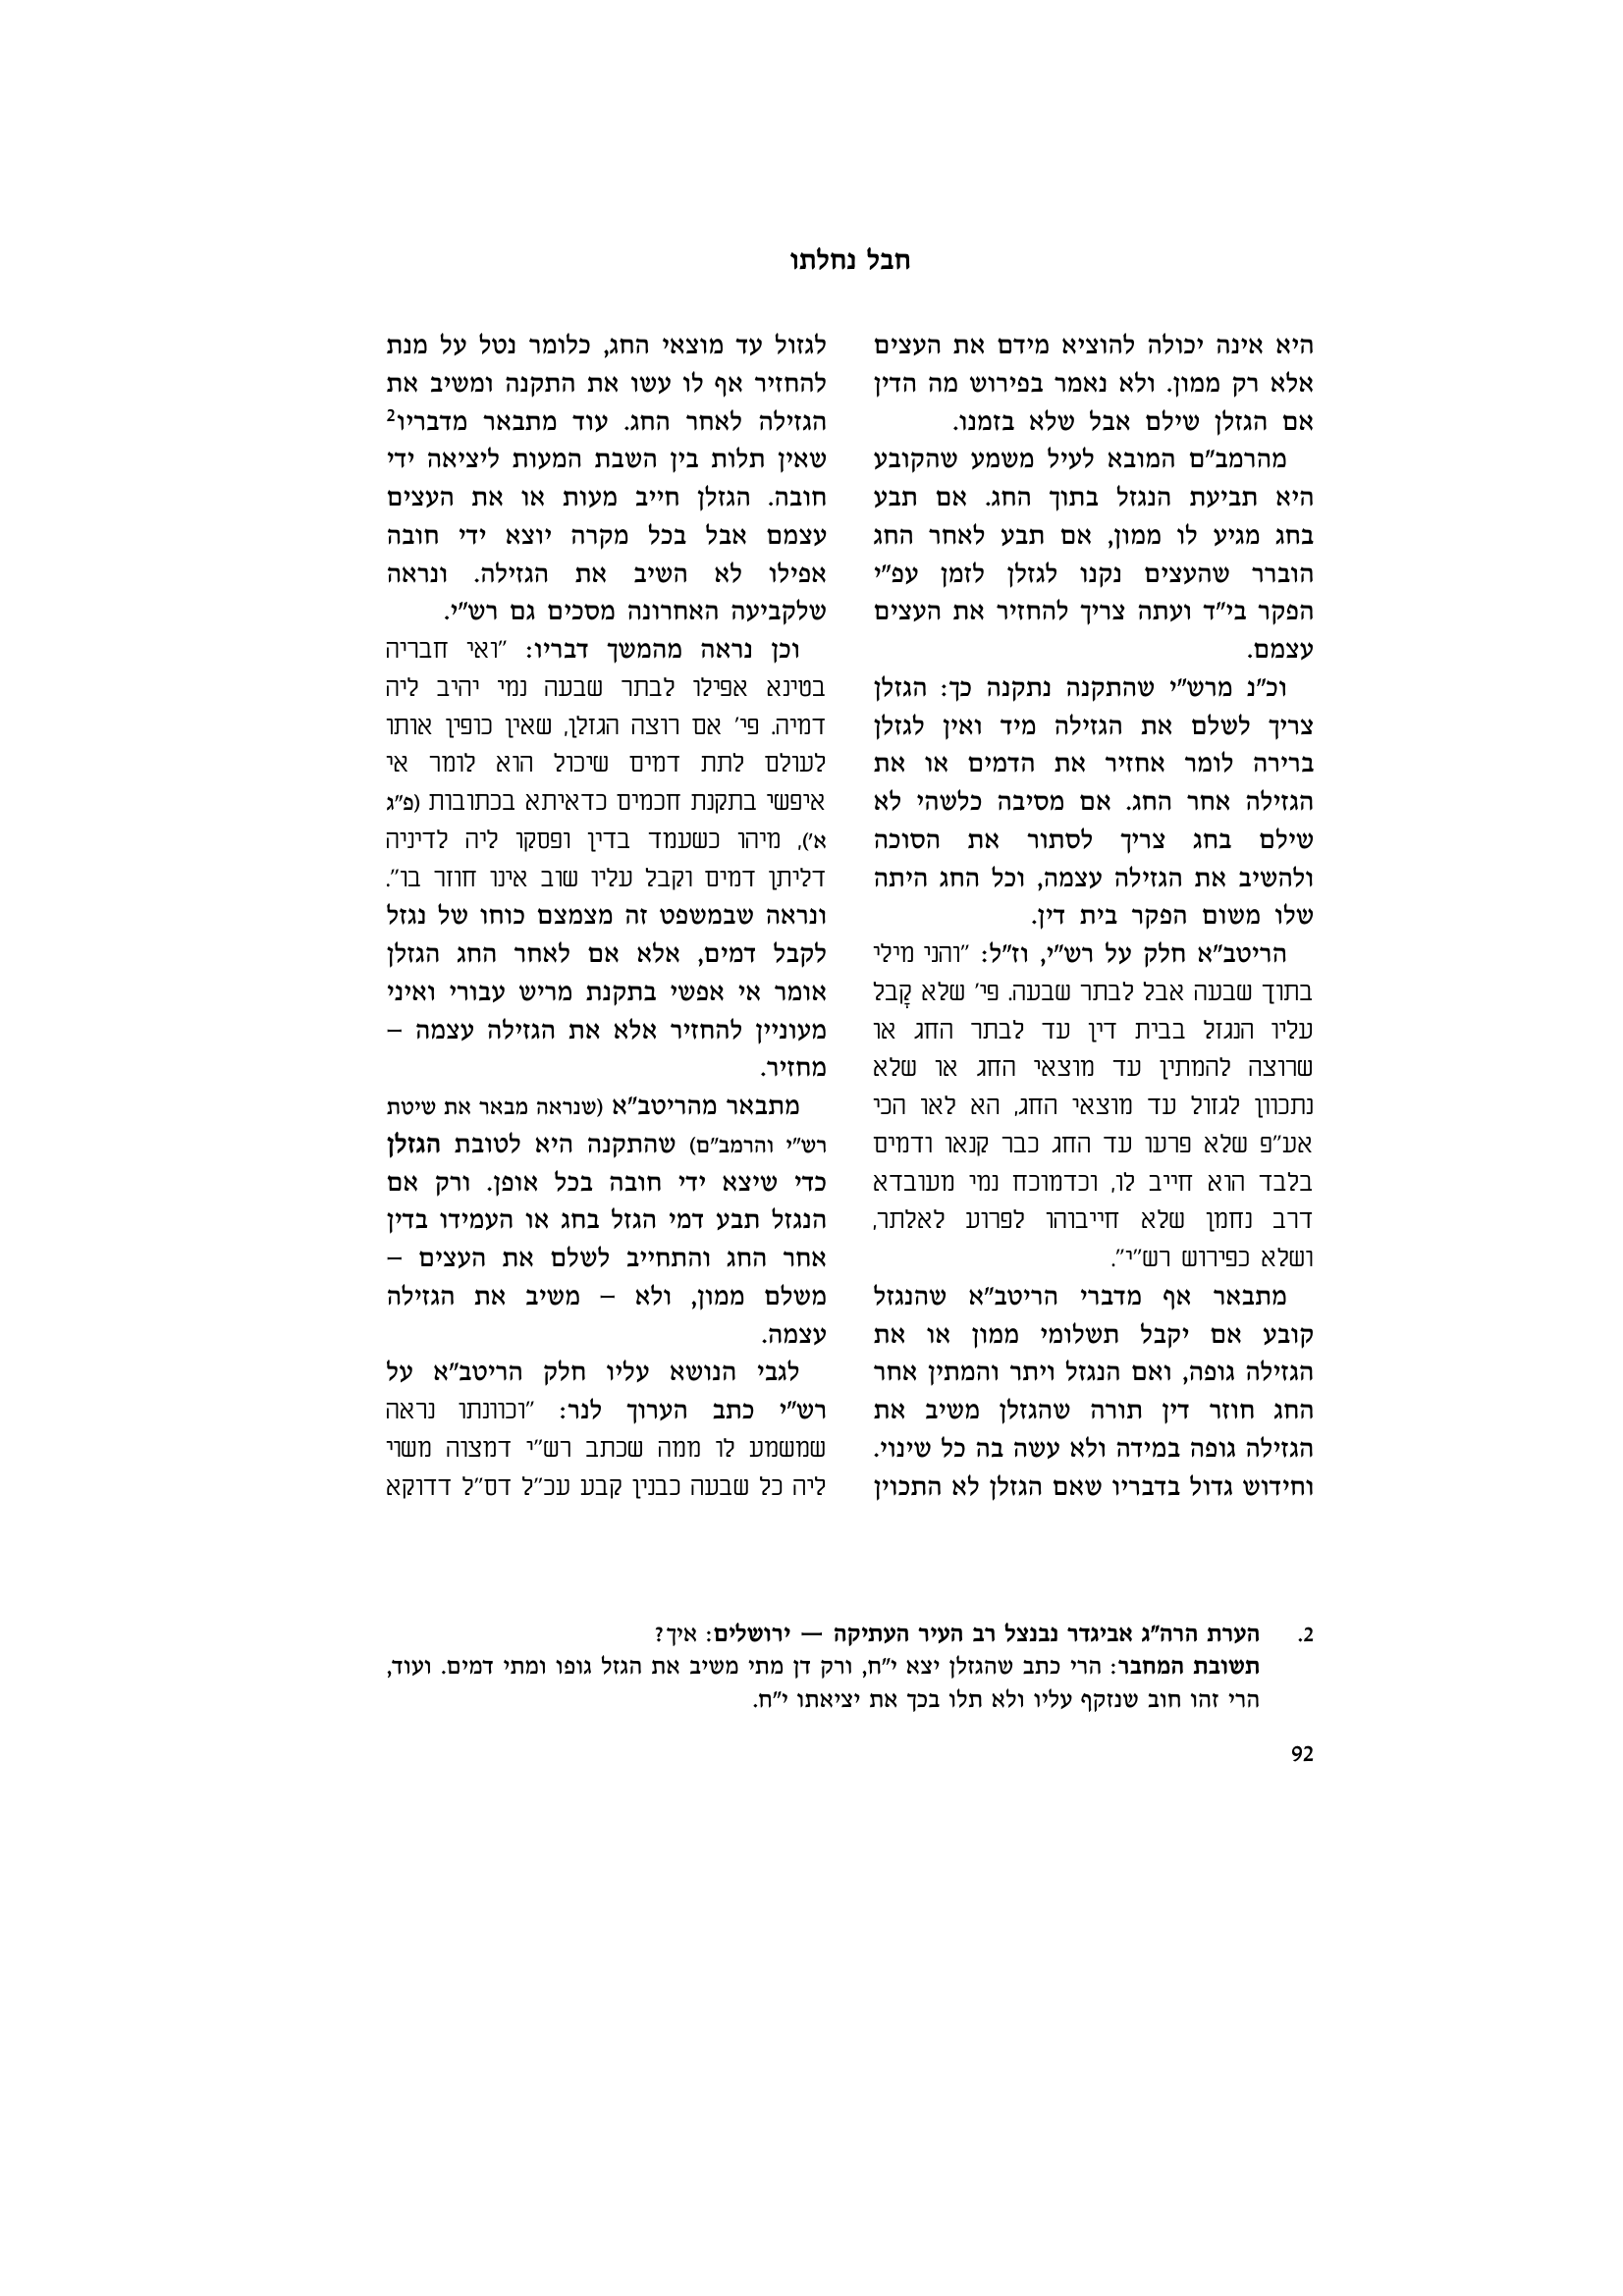 חבל נחלתו
היא אינה יכולה להוציא מידם את העצים
אלא רק ממון. ולא נאמר בפירוש מה הדין
אם הגזלן שילם אבל שלא בזמנו.
מהרמב"ם המובא לעיל משמע שהקובע
היא תביעת הנגזל בתוך החג. אם תבע
בחג מגיע לו ממון, אם תבע לאחר החג
הוברר שהעצים נקנו לגזלן לזמן עפ"י
הפקר בי"ד ועתה צריך להחזיר את העצים
עצמם.
וכ"נ מרש"י שהתקנה נתקנה כך: הגזלן
צריך לשלם את הגזילה מיד ואין לגזלן
ברירה לומר אחזיר את הדמים או את
הגזילה אחר החג. אם מסיבה כלשהי לא
שילם בחג צריך לסתור את הסוכה
ולהשיב את הגזילה עצמה, וכל החג היתה
שלו משום הפקר בית דין.
הריטב"א חלק על רש"י, וז"ל: "והני מילי
בתוך שבעה אבל לבתר שבעה. פי' שלא קָבל
עליו הנגזל בבית דין עד לבתר החג או
שרוצה להמתין עד מוצאי החג או שלא
נתכוון לגזול עד מוצאי החג, הא לאו הכי
אע"פ שלא פרעו עד החג כבר קנאו ודמים
בלבד הוא חייב לו, וכדמוכח נמי מעובדא
דרב נחמן שלא חייבוהו לפרוע לאלתר,
ושלא כפירוש רש"י".
מתבאר אף מדברי הריטב"א שהנגזל
קובע אם יקבל תשלומי ממון או את
הגזילה גופה, ואם הנגזל ויתר והמתין אחר
החג חוזר דין תורה שהגזלן משיב את
הגזילה גופה במידה ולא עשה בה כל שינוי.
וחידוש גדול בדבריו שאם הגזלן לא התכוין
לגזול עד מוצאי החג, כלומר נטל על מנת
להחזיר אף לו עשו את התקנה ומשיב את
הגזילה לאחר החג. עוד מתבאר מדבריו2
שאין תלות בין השבת המעות ליציאה ידי
חובה. הגזלן חייב מעות או את העצים
עצמם אבל בכל מקרה יוצא ידי חובה
אפילו לא השיב את הגזילה. ונראה
שלקביעה האחרונה מסכים גם רש"י.
וכן נראה מהמשך דבריו: "ואי חבריה
בטינא אפילו לבתר שבעה נמי יהיב ליה
דמיה. פי' אם רוצה הגזלן, שאין כופין אותו
לעולם לתת דמים שיכול הוא לומר אי
איפשי בתקנת חכמים כדאיתא בכתובות (פ"ג
א'), מיהו כשעמד בדין ופסקו ליה לדיניה
דליתן דמים וקבל עליו שוב אינו חוזר בו".
ונראה שבמשפט זה מצמצם כוחו של נגזל
לקבל דמים, אלא אם לאחר החג הגזלן
אומר אי אפשי בתקנת מריש עבורי ואיני
מעוניין להחזיר אלא את הגזילה עצמה –
מחזיר.
מתבאר מהריטב"א (שנראה מבאר את שיטת
רש"י והרמב"ם) שהתקנה היא לטובת הגזלן
כדי שיצא ידי חובה בכל אופן. ורק אם
הנגזל תבע דמי הגזל בחג או העמידו בדין
אחר החג והתחייב לשלם את העצים –
משלם ממון, ולא – משיב את הגזילה
עצמה.
לגבי הנושא עליו חלק הריטב"א על
רש"י כתב הערוך לנר: "וכוונתו נראה
שמשמע לו ממה שכתב רש"י דמצוה משוי
ליה כל שבעה כבנין קבע עכ"ל דס"ל דדוקא
2. הערת הרה"ג אביגדר נבנצל רב העיר העתיקה — ירושלים: איך?
תשובת המחבר: הרי כתב שהגזלן יצא י"ח, ורק דן מתי משיב את הגזל גופו ומתי דמים. ועוד,
הרי זהו חוב שנזקף עליו ולא תלו בכך את יציאתו י"ח.
92